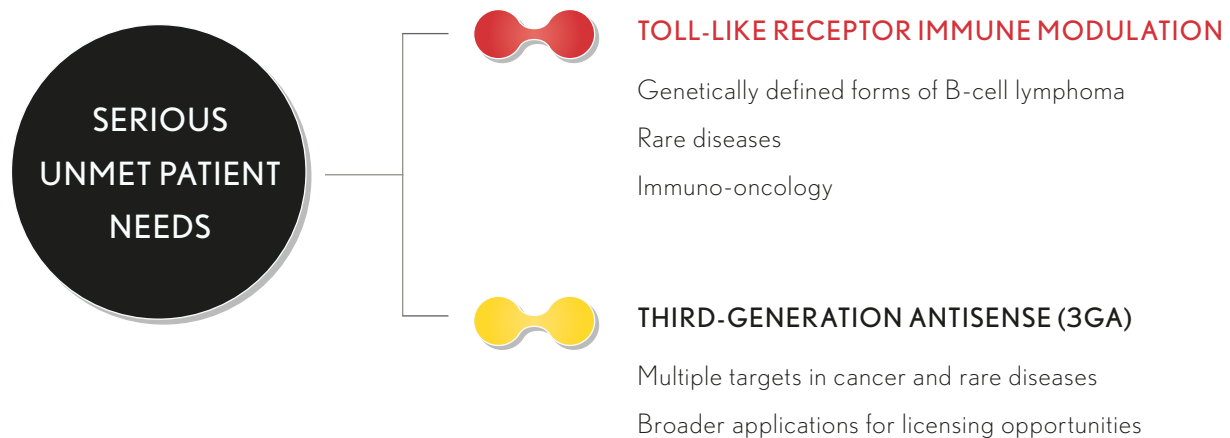 SERIOUS
UNMET PATIENT
NEEDS
TOLL-LIKE RECEPTOR IMMUNE MODULATION
Genetically defined forms of B-cell lymphoma
Rare diseases
Immuno-oncology
THIRD-GENERATION ANTISENSE (3GA)
Multiple targets in cancer and rare diseases
Broader applications for licensing opportunities